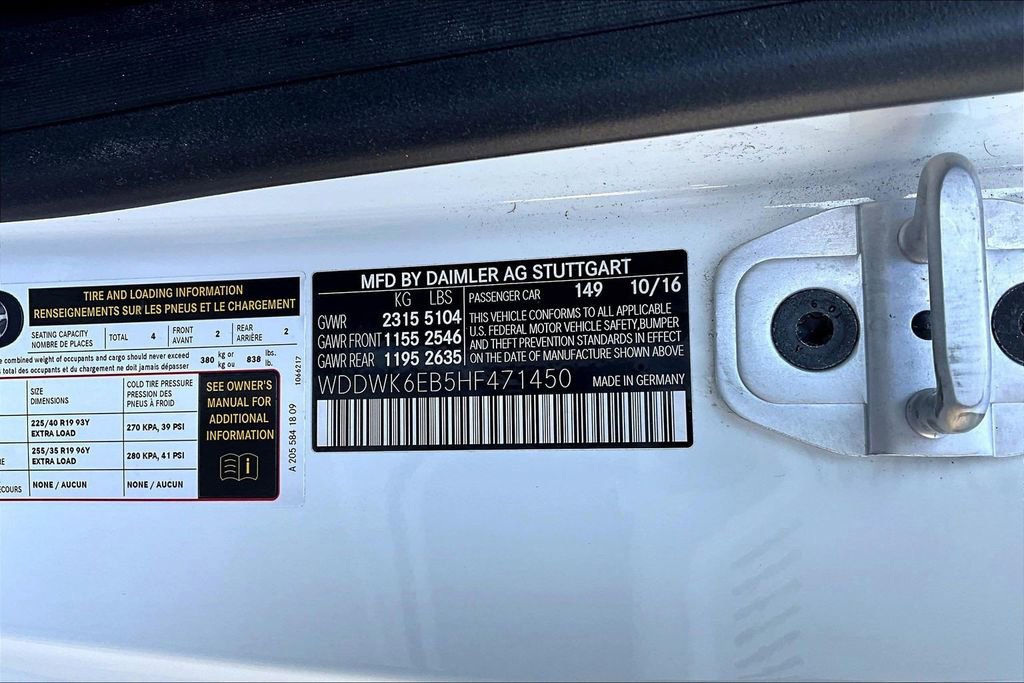 TIRE AND LOADING INFORMATION
RENSEIGNEMENTS SUR LES PNEUS ET LE CHARGEMENT
SEATING CAPACITY
NOMBRE DE PLACES
TOTAL 4
FRONT
AVANT 2
REAR
ARRIÈRE 2
combined weight of occupants and cargo should never exceed
total des occupants et du chargement ne doit jamais dépasser
380 kg or
kg ou
838 lbs.
lb.
SIZE
DIMENSIONS
COLD TIRE PRESSURE
PRESSION DES
PNEUS À FROID
225/40 R19 93Y
EXTRA LOAD
270 KPA, 39 PSI
255/35 R19 96Y
EXTRA LOAD
280 KPA, 41 PSI
NONE / AUCUN
NONE / AUCUN
SEE OWNER'S
MANUAL FOR
ADDITIONAL
INFORMATION
1066217
A 205 584 18 09
MFD BY DAIMLER AG STUTTGART
KG LBS
GVWR 2315 5104
GAWR FRONT 1155 2546
GAWR REAR 1195 2635
PASSENGER CAR 149 10/16
THIS VEHICLE CONFORMS TO ALL APPLICABLE
U.S. FEDERAL MOTOR VEHICLE SAFETY,BUMPER
AND THEFT PREVENTION STANDARDS IN EFFECT
ON THE DATE OF MANUFACTURE SHOWN ABOVE
WDDWK6EB5HF471450 MADE IN GERMANY